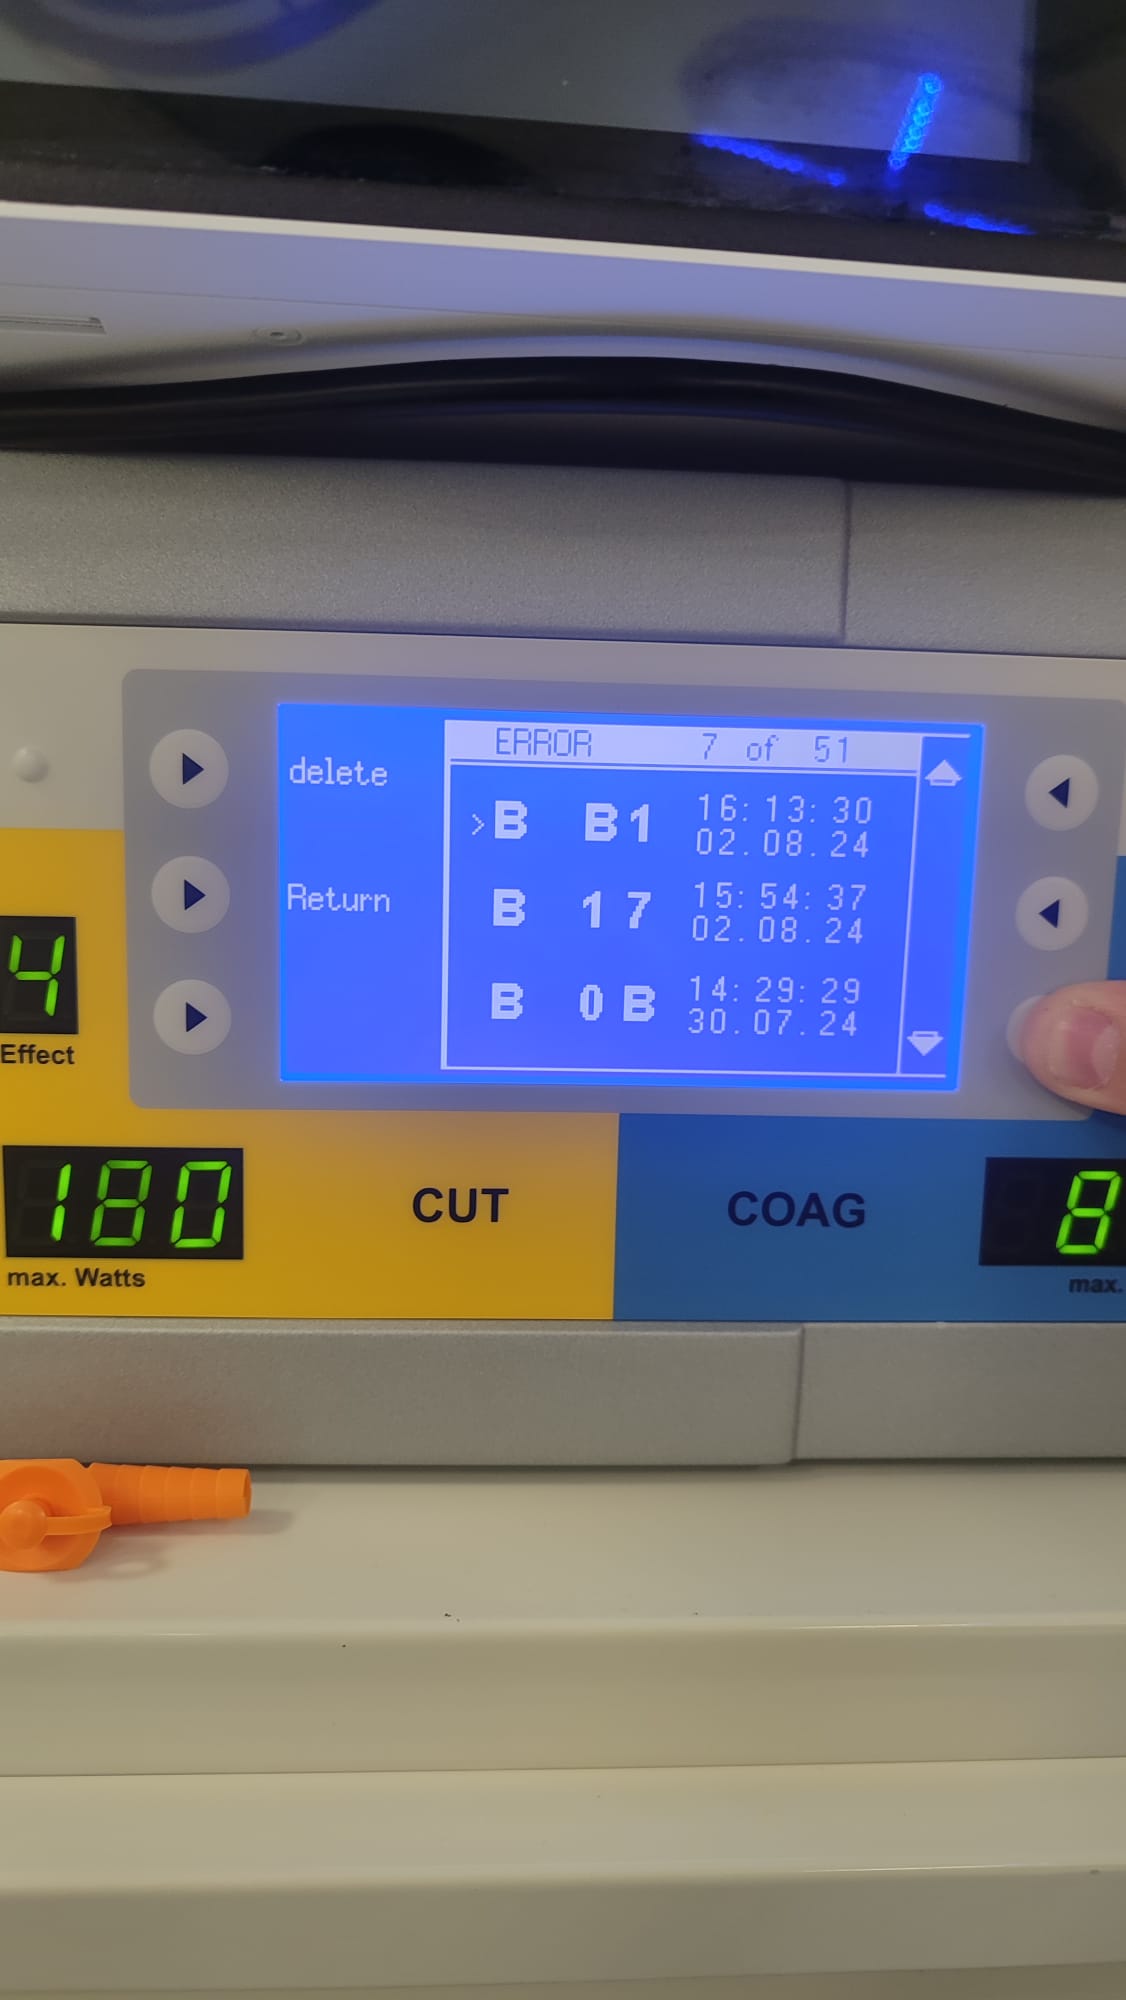 ERROR 7 of 51
delete
>B B1 16:13:30
02.08.24
Return
B 17 15:54:37
02.08.24
B 0B 14:29:29
30.07.24
4
Effect
180
max. Watts
CUT
COAG
8
max.